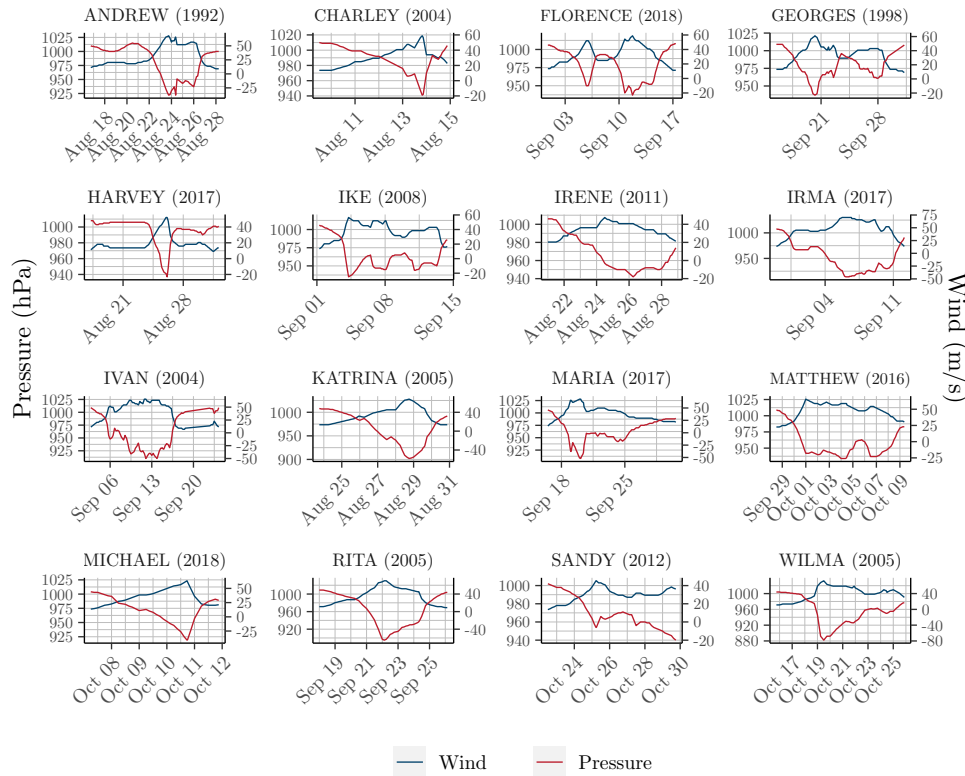 ANDREW (1992)
1025
1000
975
950
925
50
25
0
-25
Aug 18
Aug 20
Aug 22
Aug 24
Aug 26
Aug 28
CHARLEY (2004)
1020
1000
980
960
940
60
40
20
0
-20
Aug 11
Aug 13
Aug 15
FLORENCE (2018)
1000
975
950
60
40
20
0
-20
Sep 03
Sep 10
Sep 17
GEORGES (1998)
1000
975
950
60
40
20
0
-20
Sep 21
Sep 28
HARVEY (2017)
1000
980
960
940
40
20
0
-20
Aug 21
Aug 28
IKE (2008)
1000
975
950
60
40
20
0
-20
Sep 01
Sep 08
Sep 15
IRENE (2011)
1000
980
960
940
40
20
0
-20
Aug 22
Aug 24
Aug 26
Aug 28
IRMA (2017)
1000
950
75
50
25
0
-25
-50
Sep 04
Sep 11
Pressure (hPa)
Wind (m/s)
IVAN (2004)
1025
1000
975
950
925
50
25
0
-25
-50
Sep 06
Sep 13
Sep 20
KATRINA (2005)
1000
950
900
40
0
-40
Aug 25
Aug 27
Aug 29
Aug 31
MARIA (2017)
1025
1000
975
950
925
50
25
0
-25
-50
Sep 18
Sep 25
MATTHEW (2016)
1025
1000
975
950
50
25
0
-25
Sep 29
Oct 01
Oct 03
Oct 05
Oct 07
Oct 09
MICHAEL (2018)
1025
1000
975
950
925
50
25
0
-25
Oct 08
Oct 09
Oct 10
Oct 11
Oct 12
RITA (2005)
1000
960
920
40
0
-40
Sep 19
Sep 21
Sep 23
Sep 25
SANDY (2012)
1000
980
960
940
40
20
0
-20
Oct 24
Oct 26
Oct 28
Oct 30
WILMA (2005)
1000
960
920
880
40
0
-40
-80
Oct 17
Oct 19
Oct 21
Oct 23
Oct 25
Wind
Pressure